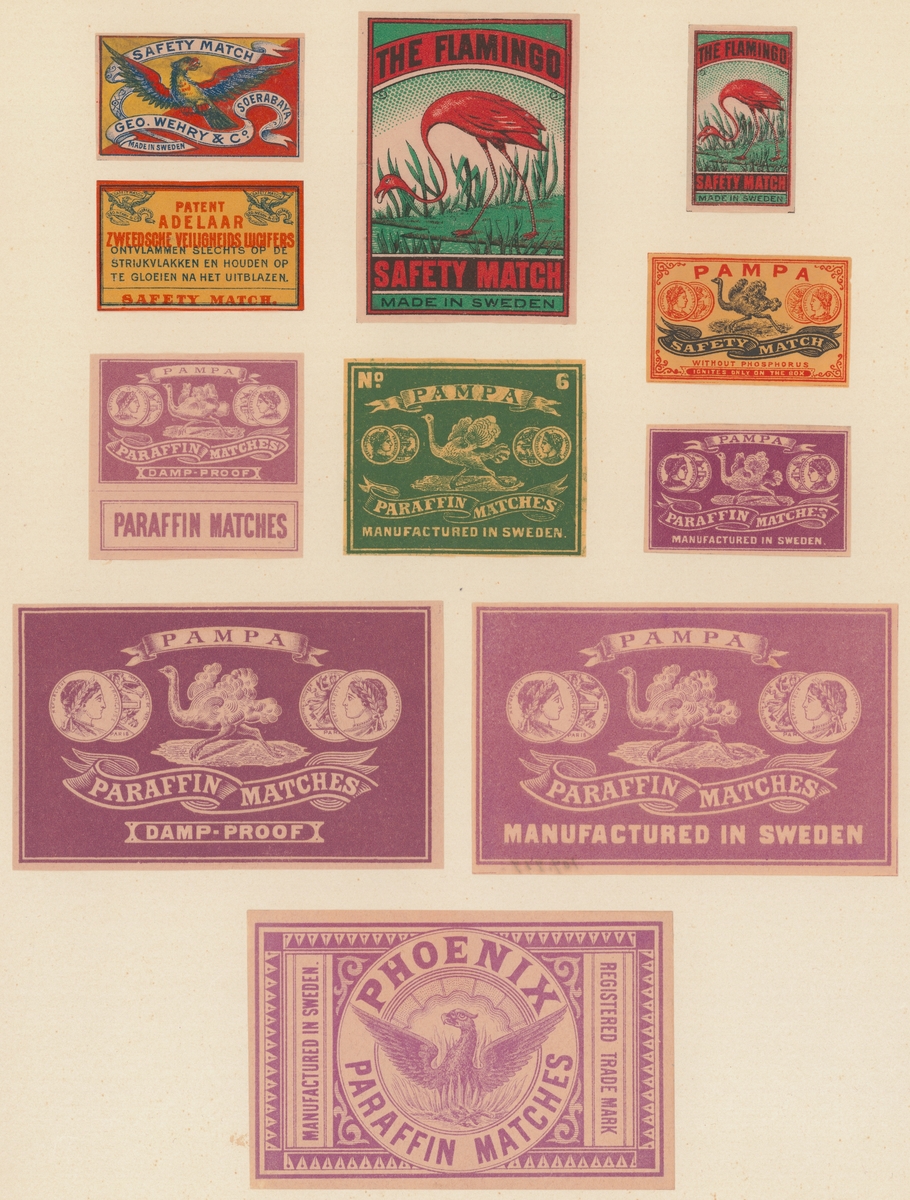 SAFETY MATCH
GEO. WEHRY & Co.
SOERABAYA
MADE IN SWEDEN
THE FLAMINGO
SAFETY MATCH
MADE IN SWEDEN
THE FLAMINGO
SAFETY MATCH
MADE IN SWEDEN
PATENT
ADELAAR
ZWEEDSCHE VEILIGHEIDS LUCIFERS
ONTVLAMMEN SLECHTS OP DE
STRIJKVLAKKEN EN HOUDEN OP
TE GLOEIEN NA HET UITBLAZEN.
SAFETY MATCH.
PAMPA
SAFETY MATCH
WITHOUT PHOSPHORUS
IGNITES ONLY ON THE BOX
PAMPA
PARAFFIN MATCHES
DAMP-PROOF
PARAFFIN MATCHES
No 6
PAMPA
PARAFFIN MATCHES
MANUFACTURED IN SWEDEN.
PAMPA
PARAFFIN MATCHES
MANUFACTURED IN SWEDEN.
PAMPA
PARIS
PARAFFIN MATCHES
DAMP-PROOF
PAMPA
PARAFFIN MATCHES
MANUFACTURED IN SWEDEN
MANUFACTURED IN SWEDEN.
PHOENIX
PARAFFIN MATCHES
REGISTERED TRADE MARK